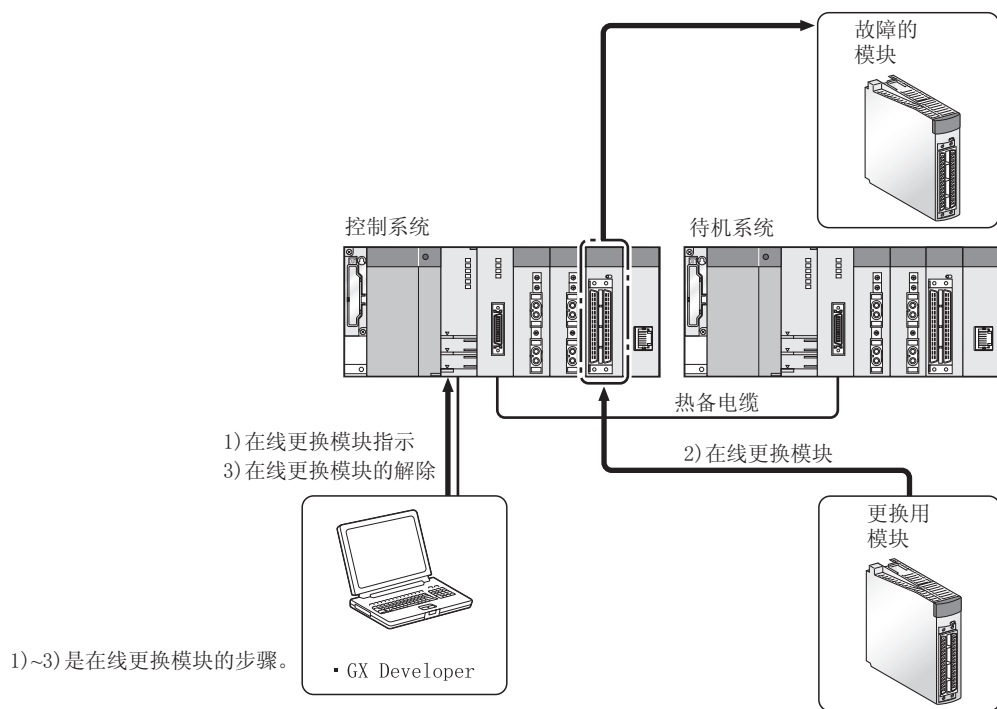 故障的
模块
控制系统
待机系统
热备电缆
1)在线更换模块指示
3)在线更换模块的解除
2)在线更换模块
更换用
模块
1)~3)是在线更换模块的步骤。
▪ GX Developer